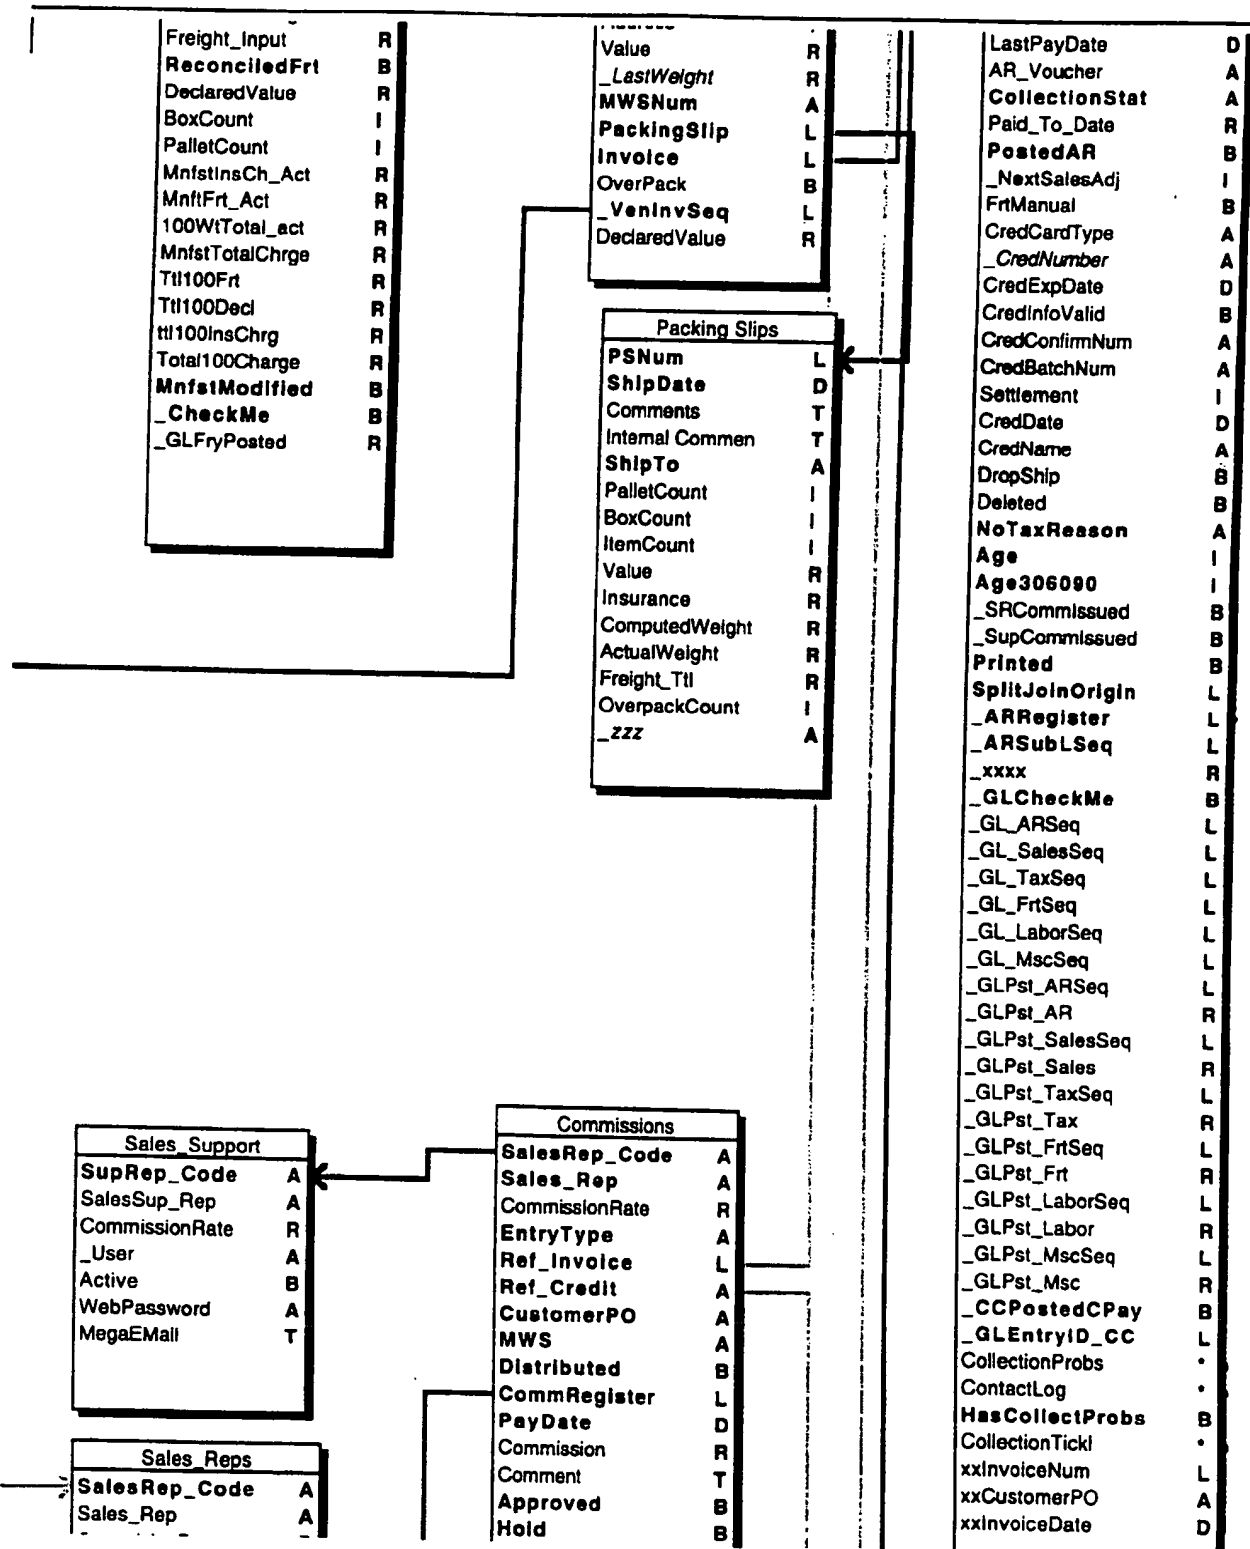 Freight_Input R
ReconciledFrt B
DeclaredValue R
BoxCount I
PalletCount I
MnfstInsCh_Act R
MnftFrt_Act R
100WtTotal_act R
MnfstTotalChrge R
Ttl100Frt R
Ttl100Decl R
ttl100InsChrg R
Total100Charge R
MnfstModified B
_CheckMe B
_GLFryPosted R
Value R
_LastWeight R
MWSNum A
PackingSlip L
Invoice L
OverPack B
_VenInvSeq L
DeclaredValue R
Packing Slips
PSNum L
ShipDate D
Comments T
Internal Commen T
ShipTo A
PalletCount I
BoxCount I
ItemCount I
Value R
Insurance R
ComputedWeight R
ActualWeight R
Freight_Ttl R
OverpackCount I
_zzz A
LastPayDate D
AR_Voucher A
CollectionStat A
Paid_To_Date R
PostedAR B
_NextSalesAdj I
FrtManual B
CredCardType A
_CredNumber A
CredExpDate D
CredInfoValid B
CredConfirmNum A
CredBatchNum A
Settlement I
CredDate D
CredName A
DropShip B
Deleted B
NoTaxReason A
Age I
Age306090 I
_SRCommIssued B
_SupCommIssued B
Printed B
SplitJoinOrigin L
_ARRegister L
_ARSubLSeq L
_xxxx R
_GLCheckMe B
_GL_ARSeq L
_GL_SalesSeq L
_GL_TaxSeq L
_GL_FrtSeq L
_GL_LaborSeq L
_GL_MscSeq L
_GLPst_ARSeq L
_GLPst_AR R
_GLPst_SalesSeq L
_GLPst_Sales R
_GLPst_TaxSeq L
_GLPst_Tax R
_GLPst_FrtSeq L
_GLPst_Frt R
_GLPst_LaborSeq L
_GLPst_Labor R
_GLPst_MscSeq L
_GLPst_Msc R
_CCPostedCPay B
_GLEntryID_CC L
CollectionProbs *
ContactLog *
HasCollectProbs B
CollectionTickl *
xxInvoiceNum L
xxCustomerPO A
xxInvoiceDate D
Sales_Support
SupRep_Code A
SalesSup_Rep A
CommissionRate R
_User A
Active B
WebPassword A
MegaEMail T
Sales_Reps
SalesRep_Code A
Sales_Rep A
Commissions
SalesRep_Code A
Sales_Rep A
CommissionRate R
EntryType A
Ref_Invoice L
Ref_Credit A
CustomerPO A
MWS A
Distributed B
CommRegister L
PayDate D
Commission R
Comment T
Approved B
Hold B